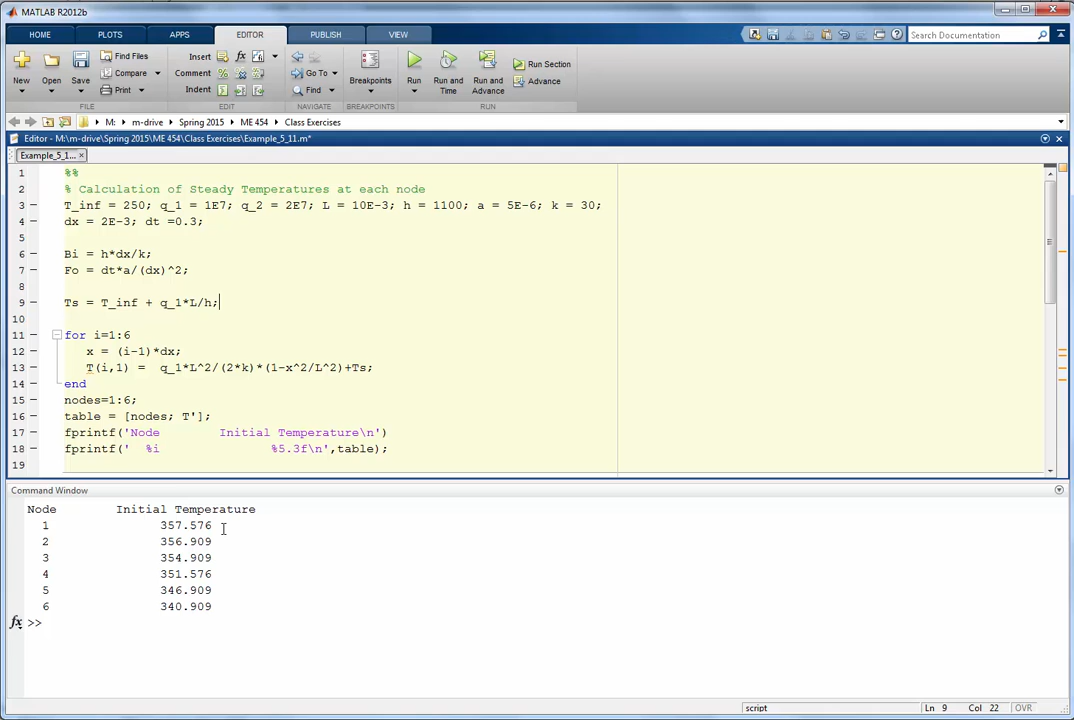 MATLAB R2012b
HOME PLOTS APPS EDITOR PUBLISH VIEW Search Documentation
New Open Save Find Files Compare Print
Insert Comment Indent
Go To Find
Breakpoints Run Run and Time Run and Advance Run Section Advance
FILE EDIT NAVIGATE BREAKPOINTS RUN
M: m-drive Spring 2015 ME 454 Class Exercises
Editor - M:\m-drive\Spring 2015\ME 454\Class Exercises\Example_5_11.m*
Example_5_1...
1 %%
2 % Calculation of Steady Temperatures at each node
3 T_inf = 250; q_1 = 1E7; q_2 = 2E7; L = 10E-3; h = 1100; a = 5E-6; k = 30;
4 dx = 2E-3; dt =0.3;
5
6 Bi = h*dx/k;
7 Fo = dt*a/(dx)^2;
8
9 Ts = T_inf + q_1*L/h;
10
11 for i=1:6
12 x = (i-1)*dx;
13 T(i,1) = q_1*L^2/(2*k)*(1-x^2/L^2)+Ts;
14 end
15 nodes=1:6;
16 table = [nodes; T'];
17 fprintf('Node Initial Temperature\n')
18 fprintf(' %i %5.3f\n',table);
19
Command Window
Node Initial Temperature
1 357.576
2 356.909
3 354.909
4 351.576
5 346.909
6 340.909
fx >>
script Ln 9 Col 22 OVR